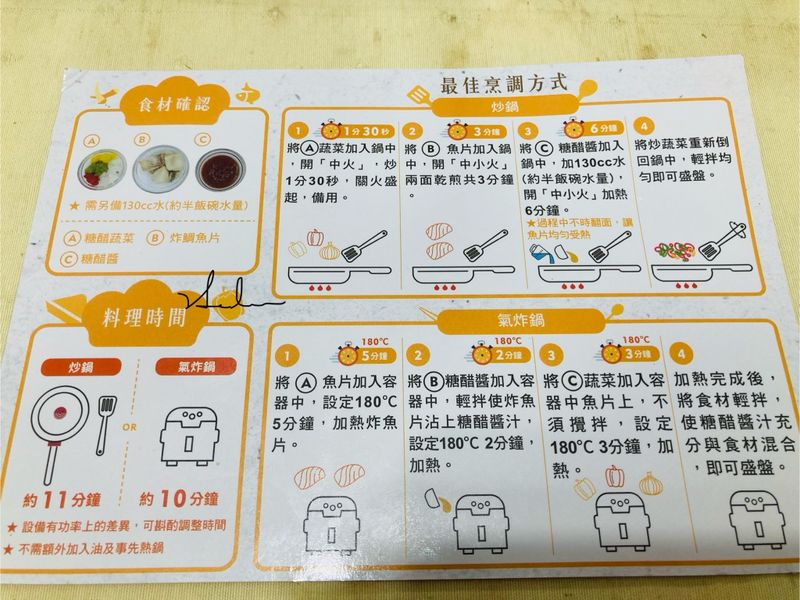 食材確認
A B C
★ 需另備130cc水(約半飯碗水量)
A 糖醋蔬菜 B 炸鯛魚片
C 糖醋醬
料理時間
炒鍋
氣炸鍋
OR
約11分鐘
約10分鐘
★ 設備有功率上的差異，可斟酌調整時間
★ 不需額外加入油及事先熱鍋
最佳烹調方式
炒鍋
1 1分30秒
將A蔬菜加入鍋中
，開「中火」，炒
1分30秒，關火盛
起，備用。
2 3分鐘
將B 魚片加入鍋
中，開「中小火」
兩面乾煎共3分鐘
。
3 6分鐘
將C 糖醋醬加入
鍋中，加130cc水
(約半飯碗水量)，
開「中小火」加熱
6分鐘。
★過程中不時翻面，讓
魚片均勻受熱
4
將炒蔬菜重新倒
回鍋中，輕拌均
勻即可盛盤。
氣炸鍋
1 180°C
5分鐘
將A 魚片加入容
器中，設定180°C
5分鐘，加熱炸魚
片。
2 180°C
2分鐘
將B糖醋醬加入容
器中，輕拌使炸魚
片沾上糖醋醬汁，
設定180°C 2分鐘，
加熱。
3 180°C
3分鐘
將C蔬菜加入容
器中魚片上，不
須攪拌，設定
180°C 3分鐘，加
熱。
4
加熱完成後，
將食材輕拌，
使糖醋醬汁充
分與食材混合
，即可盛盤。